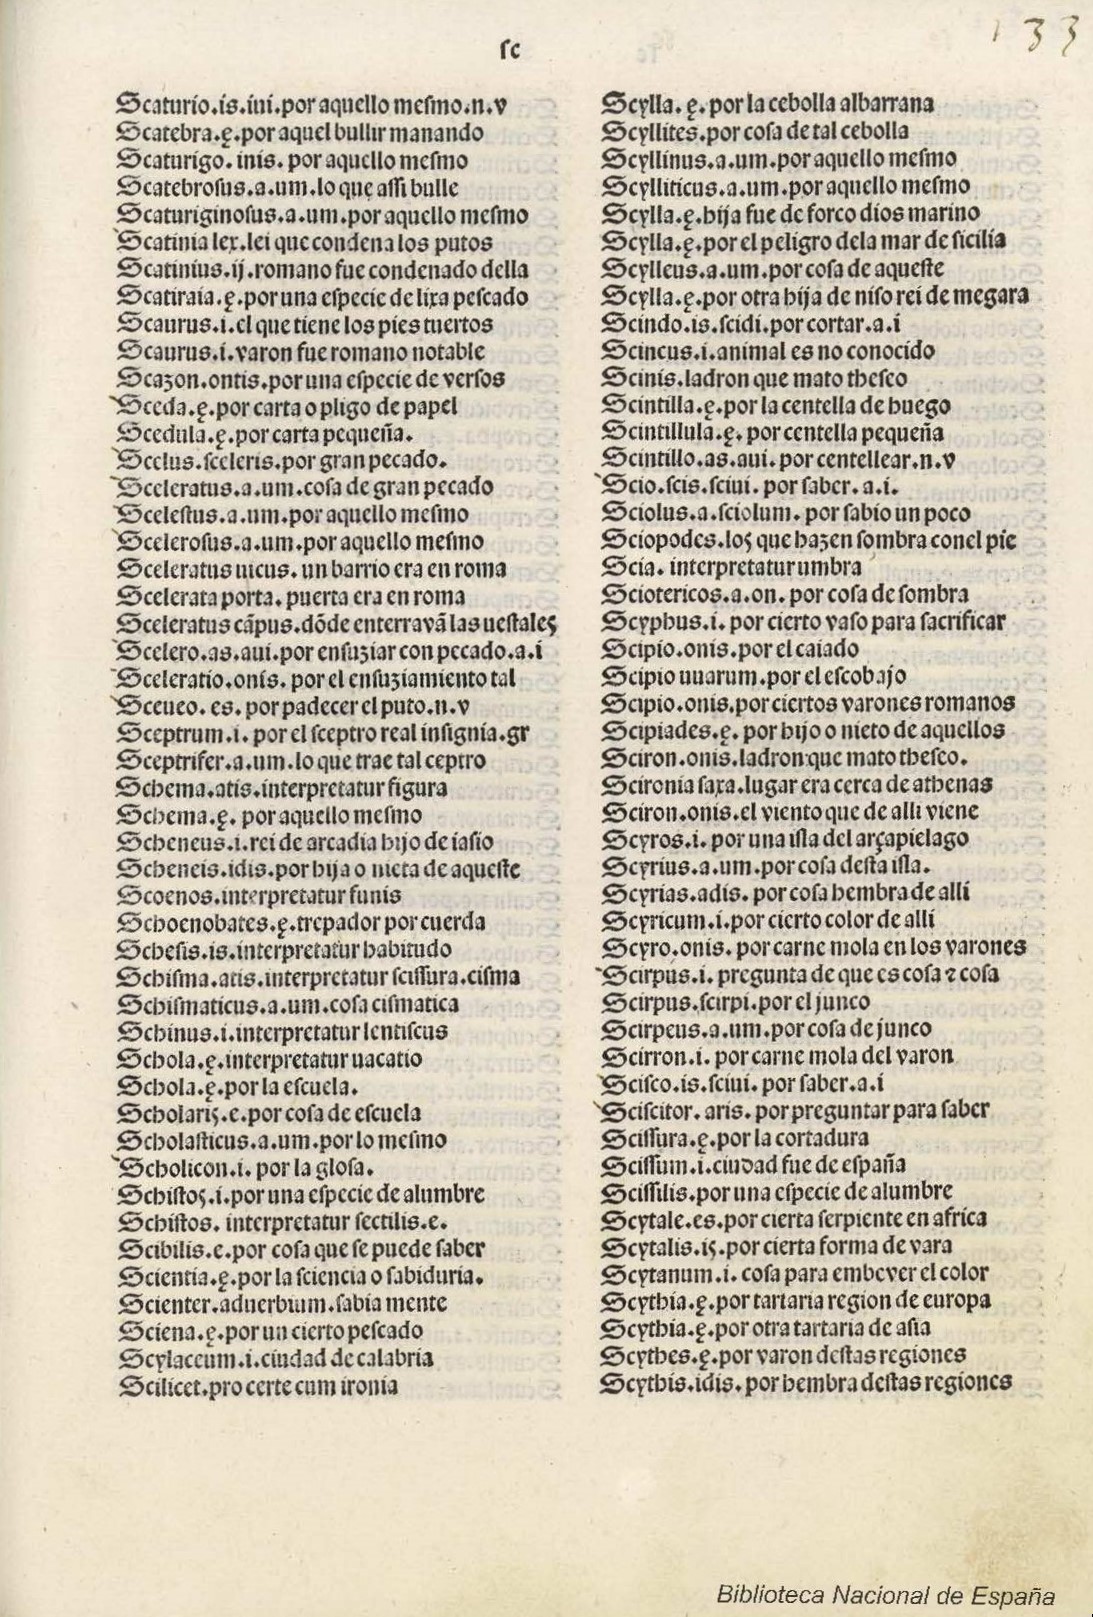 133
ſc
Scaturio.is.iui.por aquello meſmo.n.v
Scatebra.ę.por aquel bullir manando
Scaturigo. inis. por aquello meſmo
Scatebroſus.a.um.lo que aſſi bulle
Scaturiginoſus.a.um.por aquello meſmo
Scatinia lex.lei que condena los putos
Scatinius.ij.romano fue condenado della
Scatiraia.ę.por una eſpecie de lixa peſcado
Scaurus.i.el que tiene los pies tuertos
Scaurus.i.varon fue romano notable
Scazon.ontis.por una eſpecie de verſos
Sceda.ę.por carta o pligo de papel
Scedula.ę.por carta pequeña.
Scelus.sceleris.por gran pecado.
Sceleratus.a.um.coſa de gran pecado
Sceleſtus.a.um.por aquello meſmo
Sceleroſus.a.um.por aquello meſmo
Sceleratus uicus. un barrio era en roma
Scelerata porta. puerta era en roma
Sceleratus cãpus.dõde enterravã las ueſtales
Scelero.as.aui.por enſuziar con pecado.a.i
Sceleratio.onis. por el enſuziamiento tal
Sceueo. es. por padecer el puto.n.v
Sceptrum.i. por el ſceptro real inſignia.gr
Sceptrifer.a.um.lo que trae tal ceptro
Schema.atis.interpretatur figura
Schema.ę. por aquello meſmo
Scheneus.i.rei de arcadia hijo de iaſio
Scheneis.idis.por hija o nieta de aqueſte
Scoenos.interpretatur funis
Schoenobates.ę.trepador por cuerda
Scheſis.is.interpretatur habitudo
Schiſma.atis.interpretatur sciſſura.ciſma
Schiſmaticus.a.um.coſa ciſmatica
Schinus.i.interpretatur lentiſcus
Schola.ę.interpretatur uacatio
Schola.ę.por la eſcuela.
Scholaris.e.por coſa de eſcuela
Scholaſticus.a.um.por lo meſmo
Scholicon.i. por la gloſa.
Schiſtos.i.por una eſpecie de alumbre
Schiſtos. interpretatur ſectilis.e.
Scibilis.e.por coſa que se puede ſaber
Scientia.ę.por la ſciencia o ſabiduria.
Scienter.aduerbium.ſabia mente
Sciena.ę.por un cierto peſcado
Scylaceum.i.ciudad de calabria
Scilicet.pro certe cum ironia
Scylla.ę.por la cebolla albarrana
Scyllites.por coſa de tal cebolla
Scyllinus.a.um.por aquello meſmo
Scylliticus.a.um.por aquello meſmo
Scylla.ę.hija fue de forco dios marino
Scylla.ę.por el peligro dela mar de ſicilia
Scylleus.a.um.por coſa de aqueſte
Scylla.ę.por otra hija de niſo rei de megara
Scindo.is.scidi.por cortar.a.i
Scincus.i.animal es no conocido
Scinis.ladron que mato theſeo
Scintilla.ę.por la centella de huego
Scintillula.ę. por centella pequeña
Scintillo.as.aui.por centellear.n.v
Scio.ſcis.sciui. por ſaber. a.i.
Sciolus.a.sciolum. por ſabio un poco
Sciopodes.los que hazen ſombra conel pie
Scia. interpretatur umbra
Sciotericos.a.on. por coſa de ſombra
Scyphus.i. por cierto vaſo para ſacrificar
Scipio.onis.por el caiado
Scipio uuarum.por el eſcobajo
Scipio.onis.por ciertos varones romanos
Scipiades.ę. por hijo o nieto de aquellos
Sciron.onis.ladron que mato theſeo.
Scironia ſaxa.lugar era cerca de athenas
Sciron.onis.el viento que de alli viene
Scyros.i. por una iſla del arçapielago
Scyrius.a.um.por coſa deſta iſla.
Scyrias.adis. por coſa hembra de alli
Scyricum.i.por cierto color de alli
Scyro.onis. por carne mola en los varones
Scirpus.i. pregunta de que es coſa ⁊ coſa
Scirpus.scirpi.por el junco
Scirpeus.a.um.por coſa de junco
Scirron.i. por carne mola del varon
Sciſco.is.sciui. por ſaber.a.i
Sciſcitor. aris. por preguntar para ſaber
Sciſſura.ę.por la cortadura
Sciſſum.i.ciudad fue de eſpaña
Sciſſilis.por una eſpecie de alumbre
Scytale.es.por cierta ſerpiente en africa
Scytalis.is.por cierta forma de vara
Scytanum.i. coſa para embever el color
Scythia.ę.por tartaria region de europa
Scythia.ę.por otra tartaria de aſia
Scythes.ę.por varon deſtas regiones
Scythis.idis. por hembra deſtas regiones
Biblioteca Nacional de España